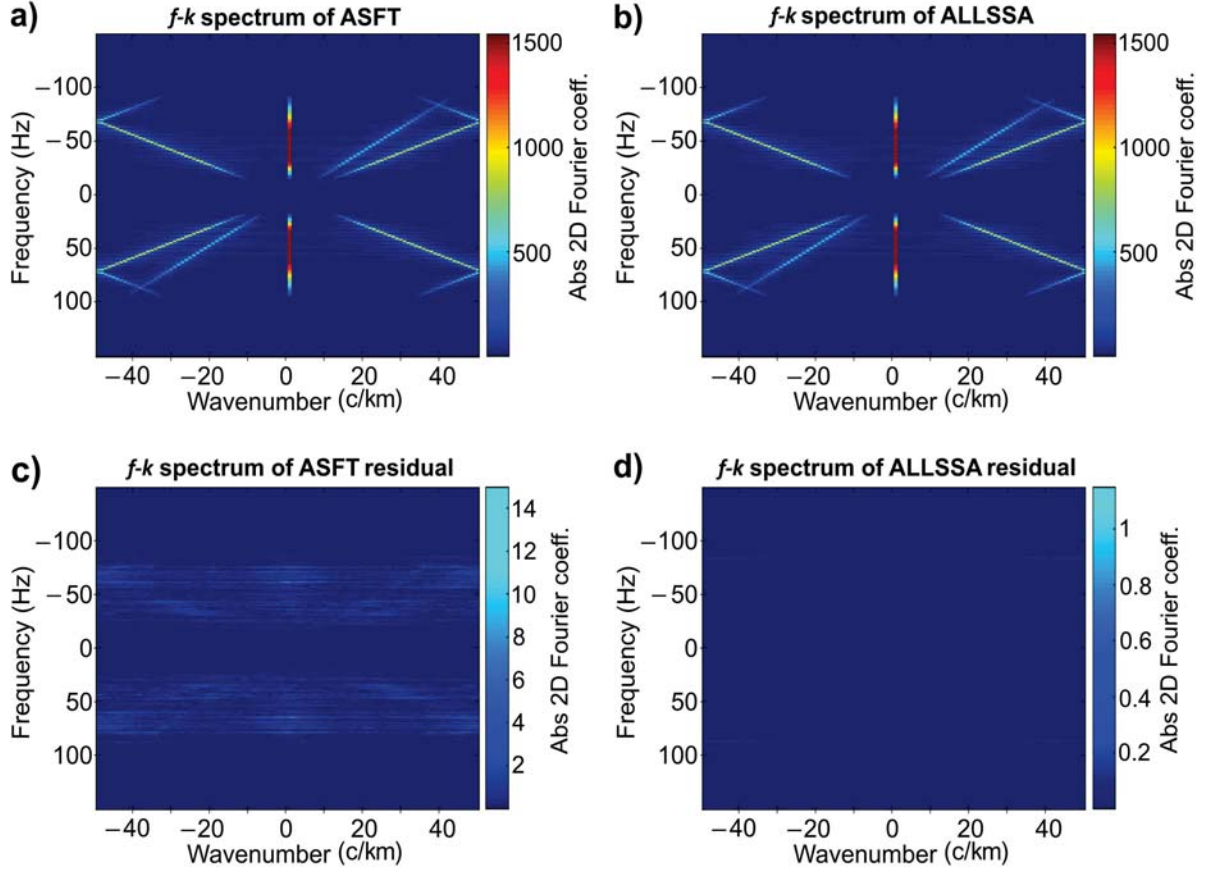 a)
f-k spectrum of ASFT
−100
−50
0
50
100
Frequency (Hz)
−40
−20
0
20
40
Wavenumber (c/km)
1500
1000
500
Abs 2D Fourier coeff.
b)
f-k spectrum of ALLSSA
−100
−50
0
50
100
Frequency (Hz)
−40
−20
0
20
40
Wavenumber (c/km)
1500
1000
500
Abs 2D Fourier coeff.
c)
f-k spectrum of ASFT residual
−100
−50
0
50
100
Frequency (Hz)
−40
−20
0
20
40
Wavenumber (c/km)
14
12
10
8
6
4
2
Abs 2D Fourier coeff.
d)
f-k spectrum of ALLSSA residual
−100
−50
0
50
100
Frequency (Hz)
−40
−20
0
20
40
Wavenumber (c/km)
1
0.8
0.6
0.4
0.2
Abs 2D Fourier coeff.